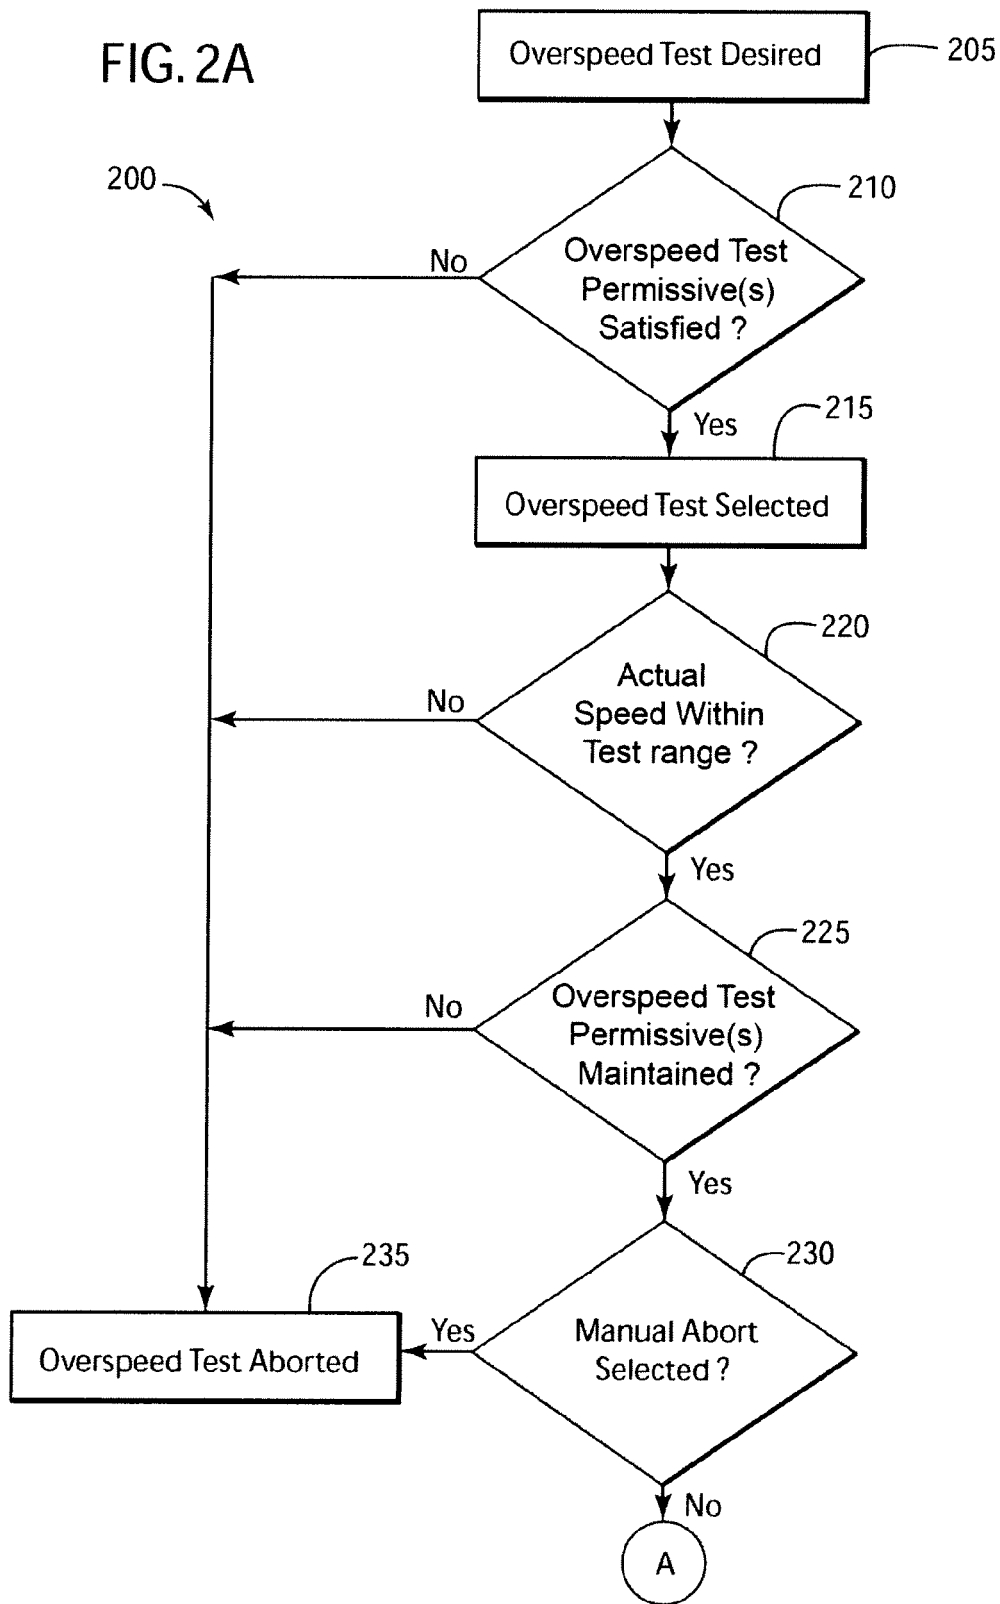 FIG. 2A
Overspeed Test Desired
205
200
210
Overspeed Test
Permissive(s)
Satisfied ?
No
Yes
215
Overspeed Test Selected
220
Actual
Speed Within
Test range ?
No
Yes
225
Overspeed Test
Permissive(s)
Maintained ?
No
Yes
230
235
Manual Abort
Selected ?
Yes
Overspeed Test Aborted
No
A